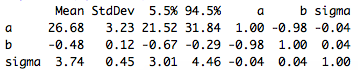 Mean StdDev 5.5% 94.5% a b sigma
a 26.68 3.23 21.52 31.84 1.00 -0.98 -0.04
b -0.48 0.12 -0.67 -0.29 -0.98 1.00 0.04
sigma 3.74 0.45 3.01 4.46 -0.04 0.04 1.00